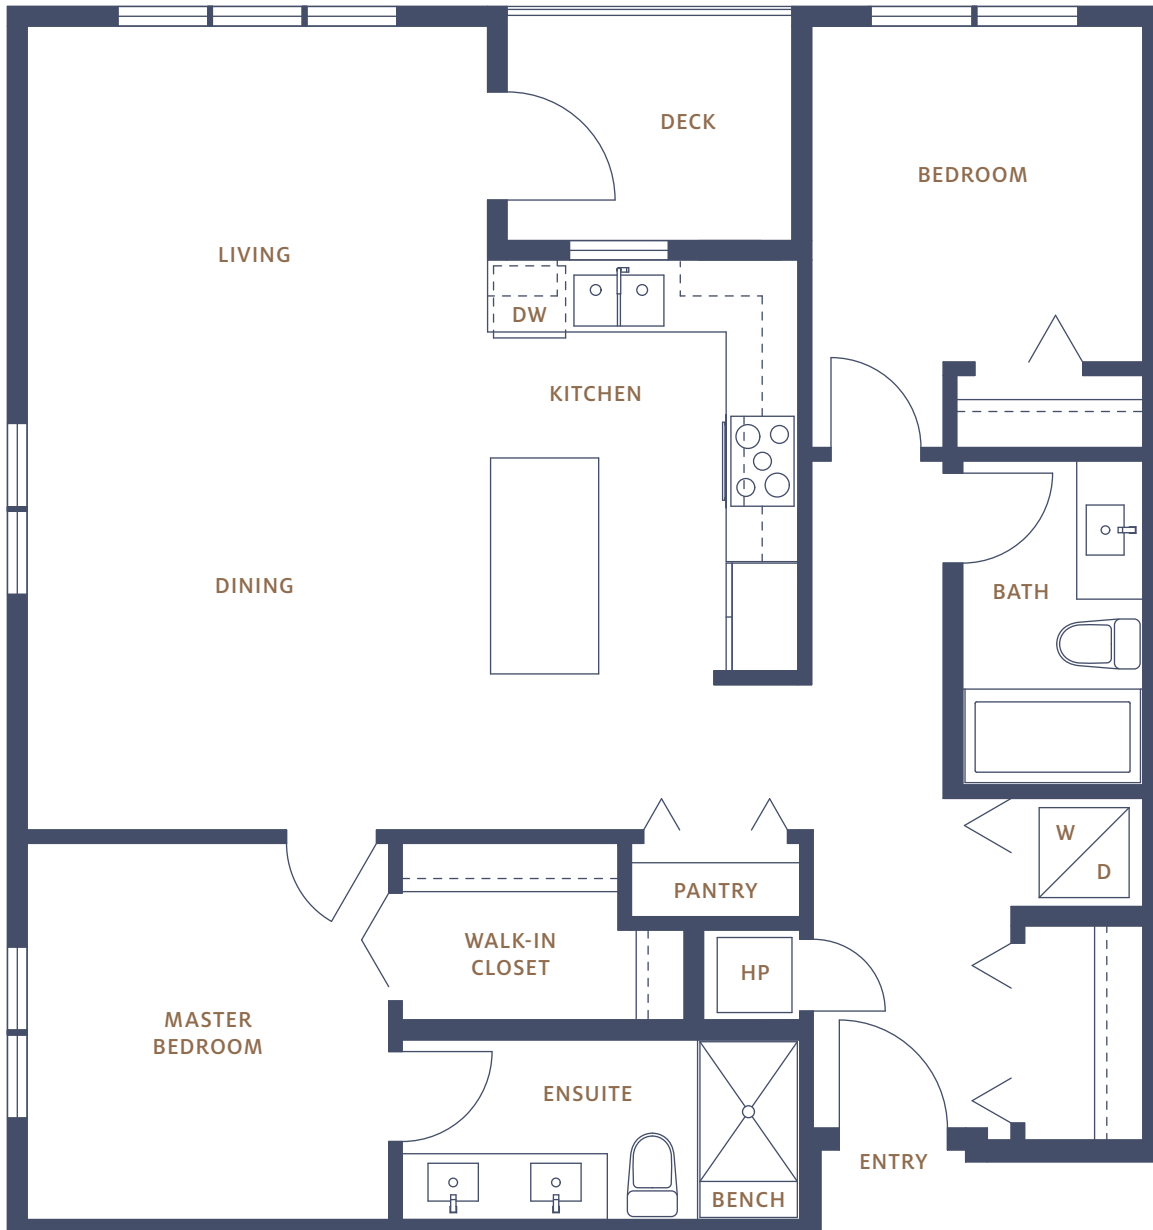 DECK
BEDROOM
LIVING
DW
KITCHEN
DINING
BATH
W
D
PANTRY
WALK-IN
CLOSET
HP
MASTER
BEDROOM
ENSUITE
ENTRY
BENCH